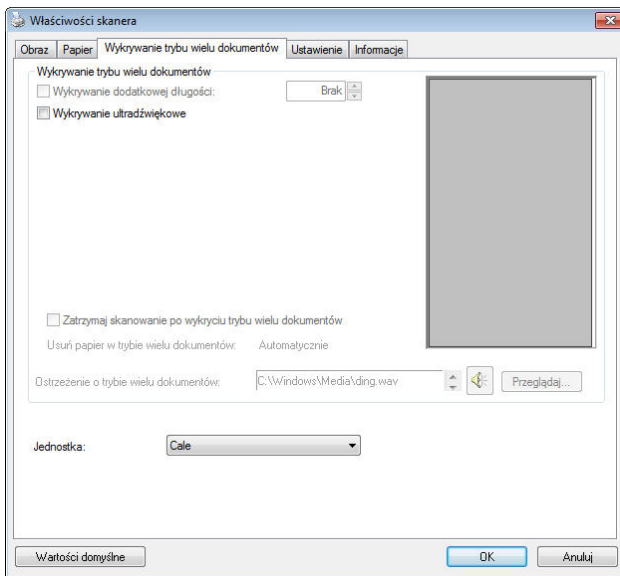 Właściwości skanera
Obraz Papier Wykrywanie trybu wielu dokumentów Ustawienie Informacje
Wykrywanie trybu wielu dokumentów
Wykrywanie dodatkowej długości: Brak
Wykrywanie ultradźwiękowe
Zatrzymaj skanowanie po wykryciu trybu wielu dokumentów
Usuń papier w trybie wielu dokumentów: Automatycznie
Ostrzeżenie o trybie wielu dokumentów: C:\Windows\Media\ding.wav Przeglądaj...
Jednostka: Cale
Wartości domyślne OK Anuluj